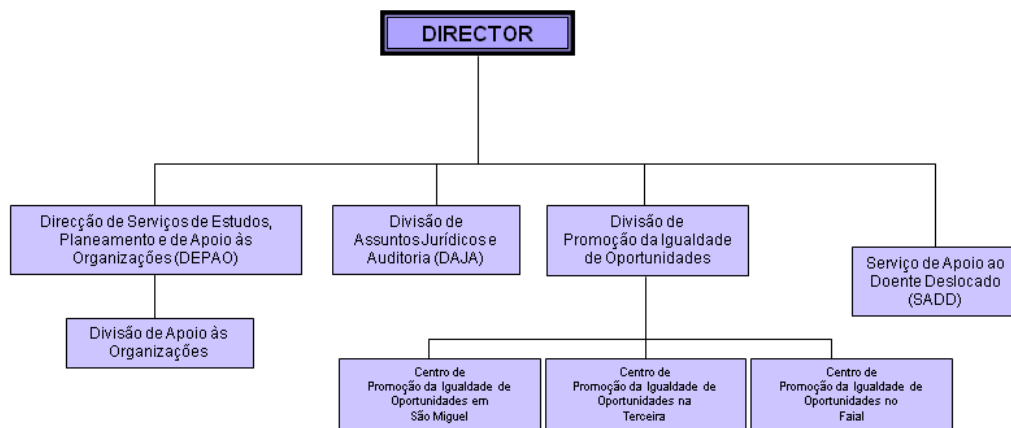 DIRECTOR
Direcção de Serviços de Estudos,
Planeamento e de Apoio às
Organizações (DEPAO)
Divisão de
Assuntos Jurídicos e
Auditoria (DAJA)
Divisão de
Promoção da Igualdade
de Oportunidades
Serviço de Apoio ao
Doente Deslocado
(SADD)
Divisão de Apoio às
Organizações
Centro de
Promoção da Igualdade de
Oportunidades em
São Miguel
Centro de
Promoção da Igualdade de
Oportunidades na
Terceira
Centro de
Promoção da Igualdade de
Oportunidades no
Faial